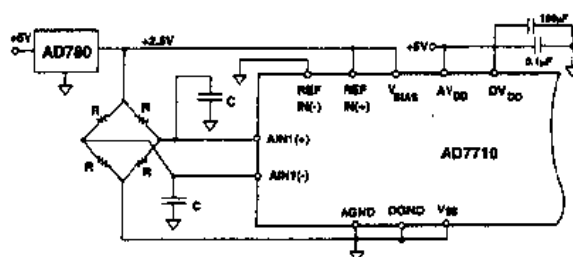 +5V
AD780
+2.5V
+5V
100µF
0.1µF
C
REF
IN(-)
REF
IN(+)
VBIAS
AVDD
DVDD
R
R
R
R
AIN1(+)
AIN1(-)
AD7710
C
AGND
DGND
VSS